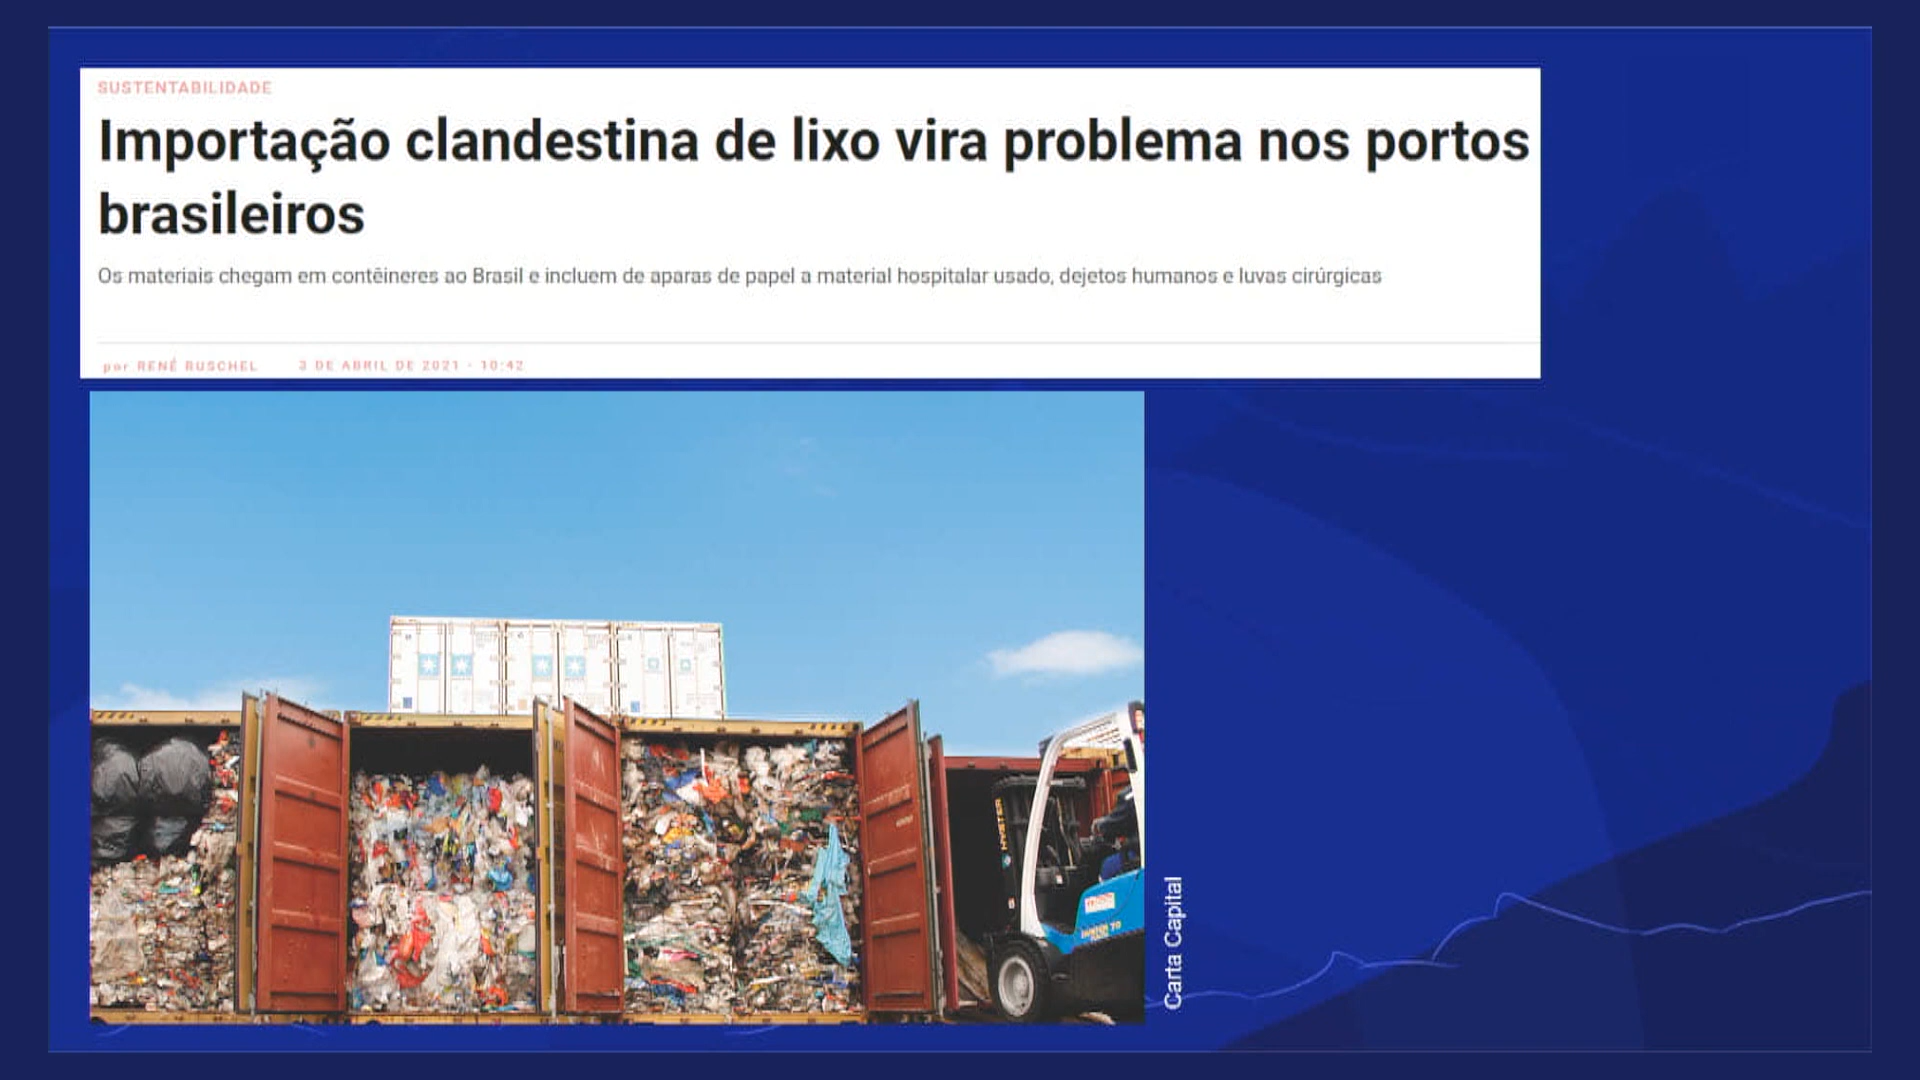 SUSTENTABILIDADE
Importação clandestina de lixo vira problema nos portos
brasileiros
Os materiais chegam em contêineres ao Brasil e incluem de aparas de papel a material hospitalar usado, dejetos humanos e luvas cirúrgicas
por RENÉ RUSCHEL 3 DE ABRIL DE 2021 - 10:42
HYSTER
Carta Capital